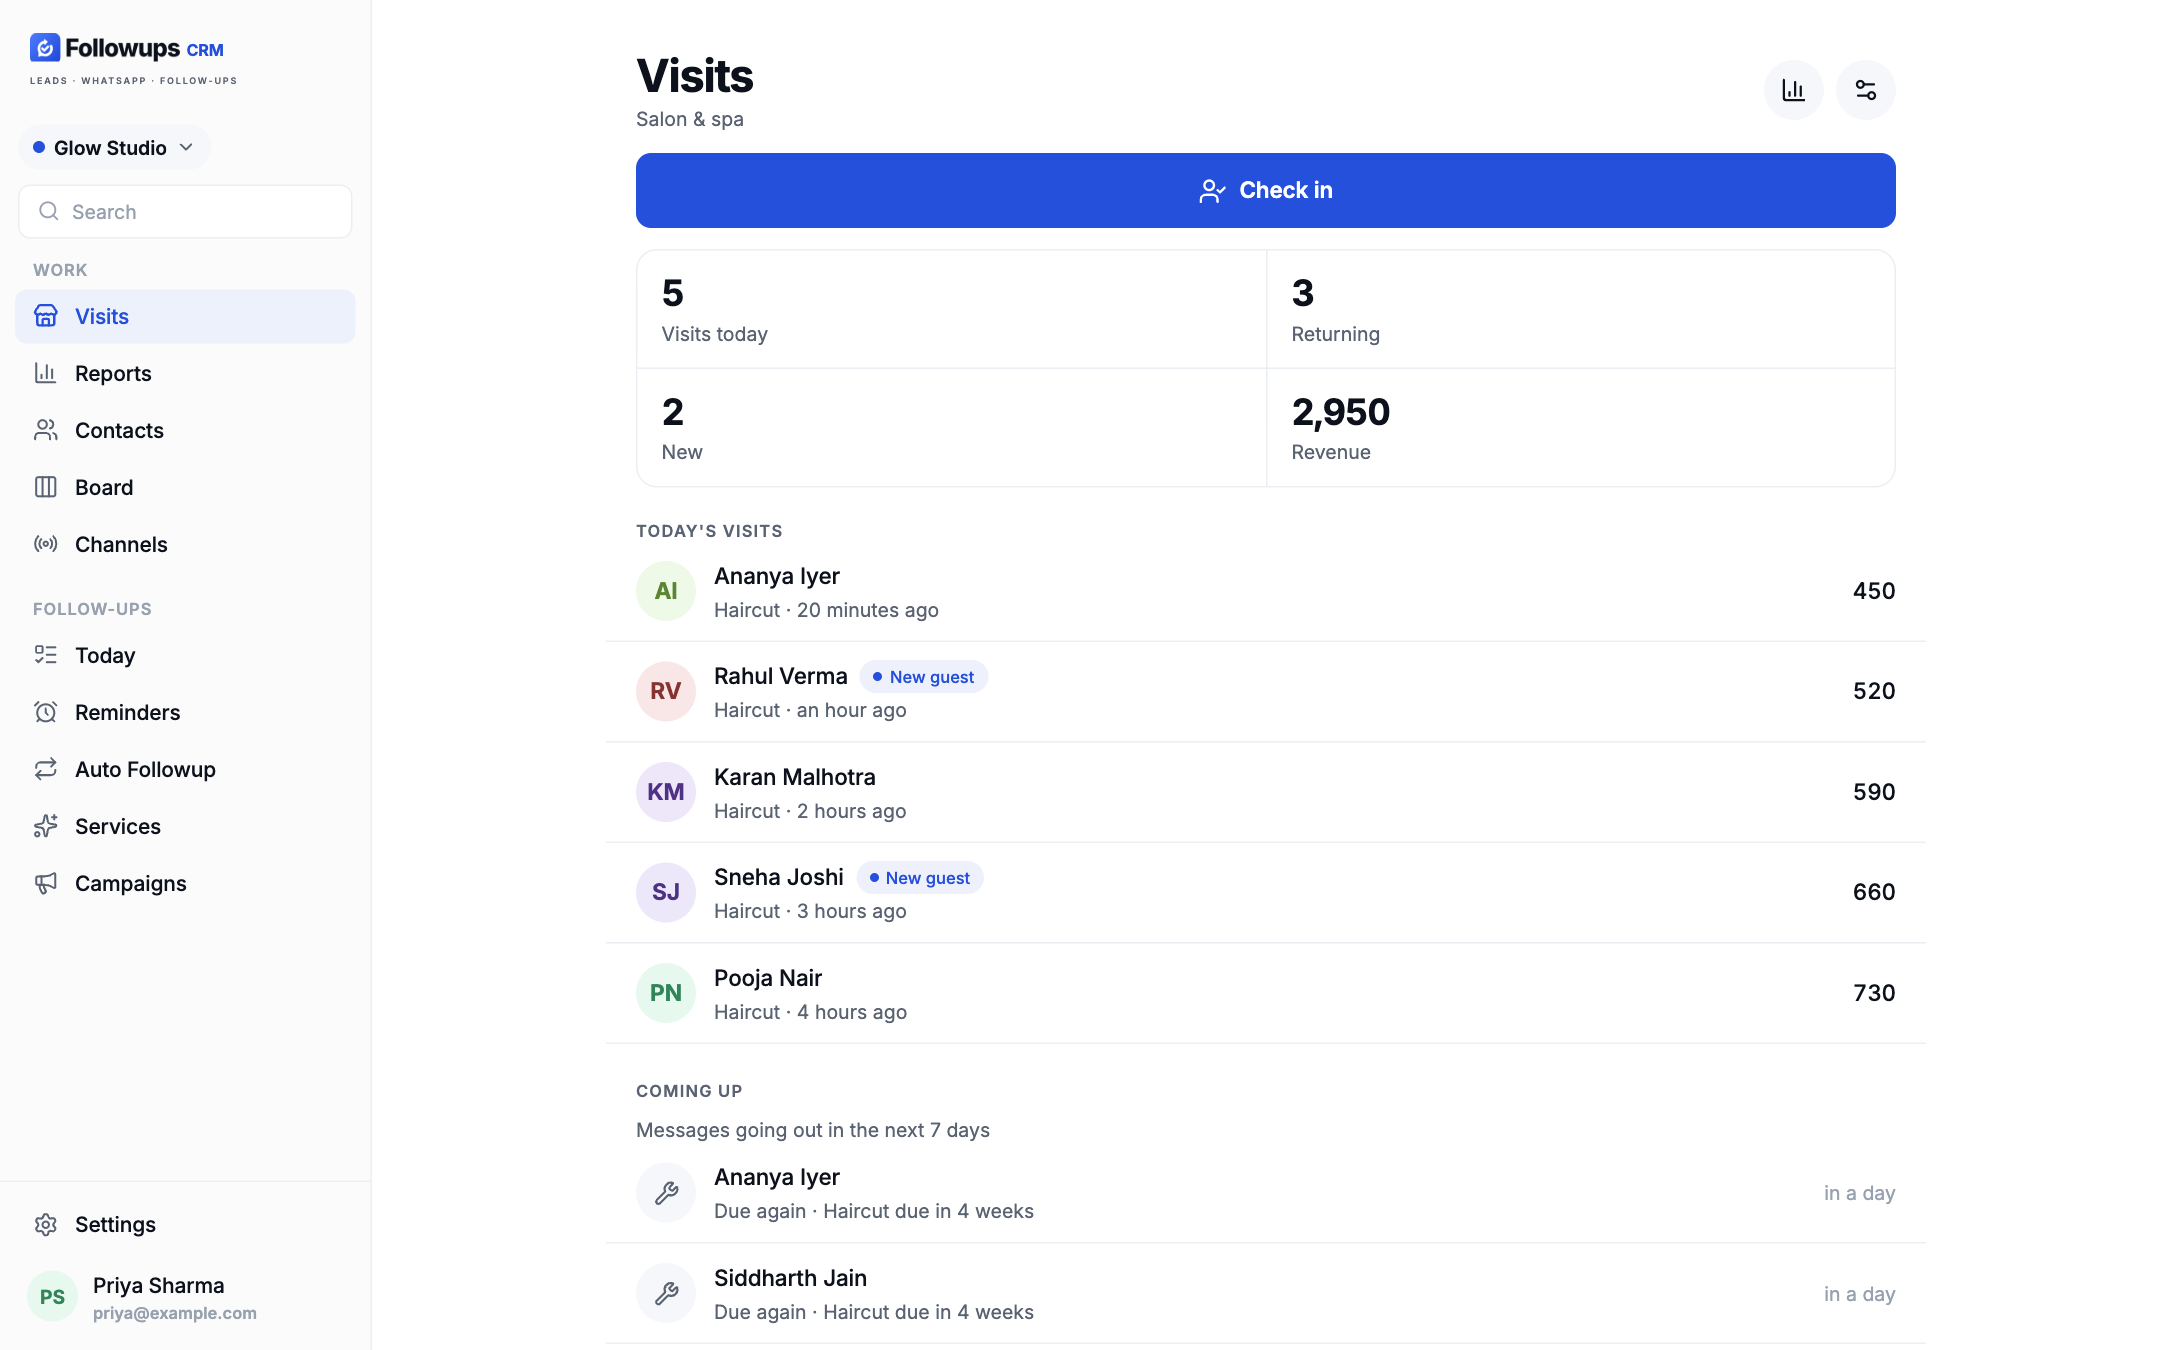 Followups CRM
LEADS · WHATSAPP · FOLLOW-UPS
Glow Studio
Search
WORK
Visits
Reports
Contacts
Board
Channels
FOLLOW-UPS
Today
Reminders
Auto Followup
Services
Campaigns
Settings
PS
Priya Sharma
priya@example.com
Visits
Salon & spa
Check in
5
Visits today
3
Returning
2
New
2,950
Revenue
TODAY'S VISITS
AI
Ananya Iyer
Haircut · 20 minutes ago
450
RV
Rahul Verma
New guest
Haircut · an hour ago
520
KM
Karan Malhotra
Haircut · 2 hours ago
590
SJ
Sneha Joshi
New guest
Haircut · 3 hours ago
660
PN
Pooja Nair
Haircut · 4 hours ago
730
COMING UP
Messages going out in the next 7 days
Ananya Iyer
Due again · Haircut due in 4 weeks
in a day
Siddharth Jain
Due again · Haircut due in 4 weeks
in a day